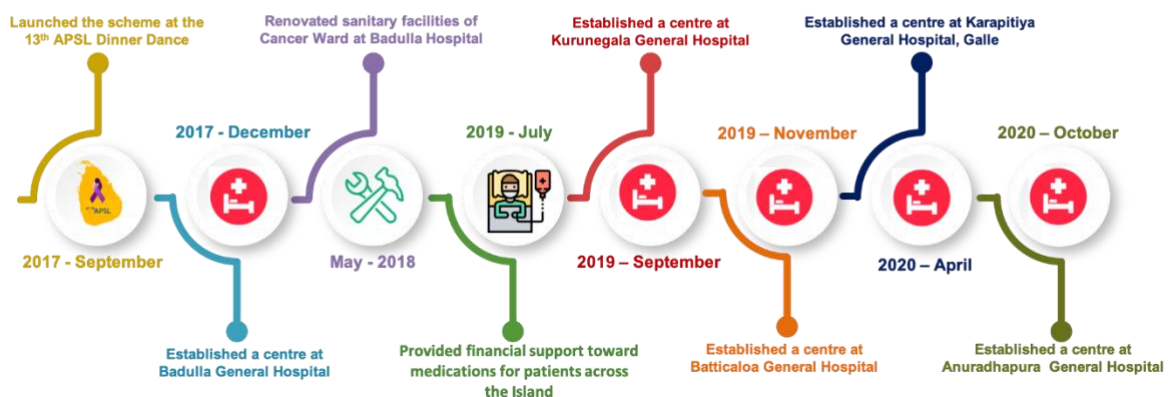 Launched the scheme at the
13th APSL Dinner Dance
Renovated sanitary facilities of
Cancer Ward at Badulla Hospital
Established a centre at
Kurunegala General Hospital
Established a centre at Karapitiya
General Hospital, Galle
2017 - December
2019 - July
2019 – November
2020 - October
APSL
2017 - September
May - 2018
2019 – September
2020 – April
Established a centre at
Badulla General Hospital
Provided financial support toward
medications for patients across
the Island
Established a centre at
Batticaloa General Hospital
Established a centre at
Anuradhapura General Hospital